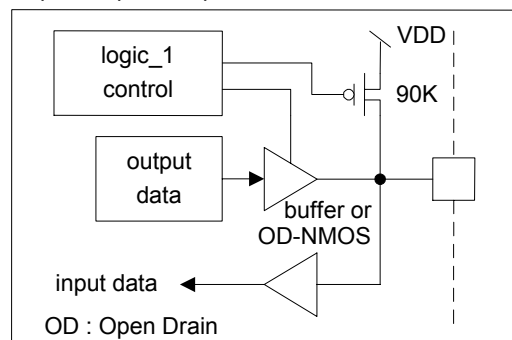 VDD
logic_1
control
90K
output
data
buffer or
OD-NMOS
input data
OD : Open Drain